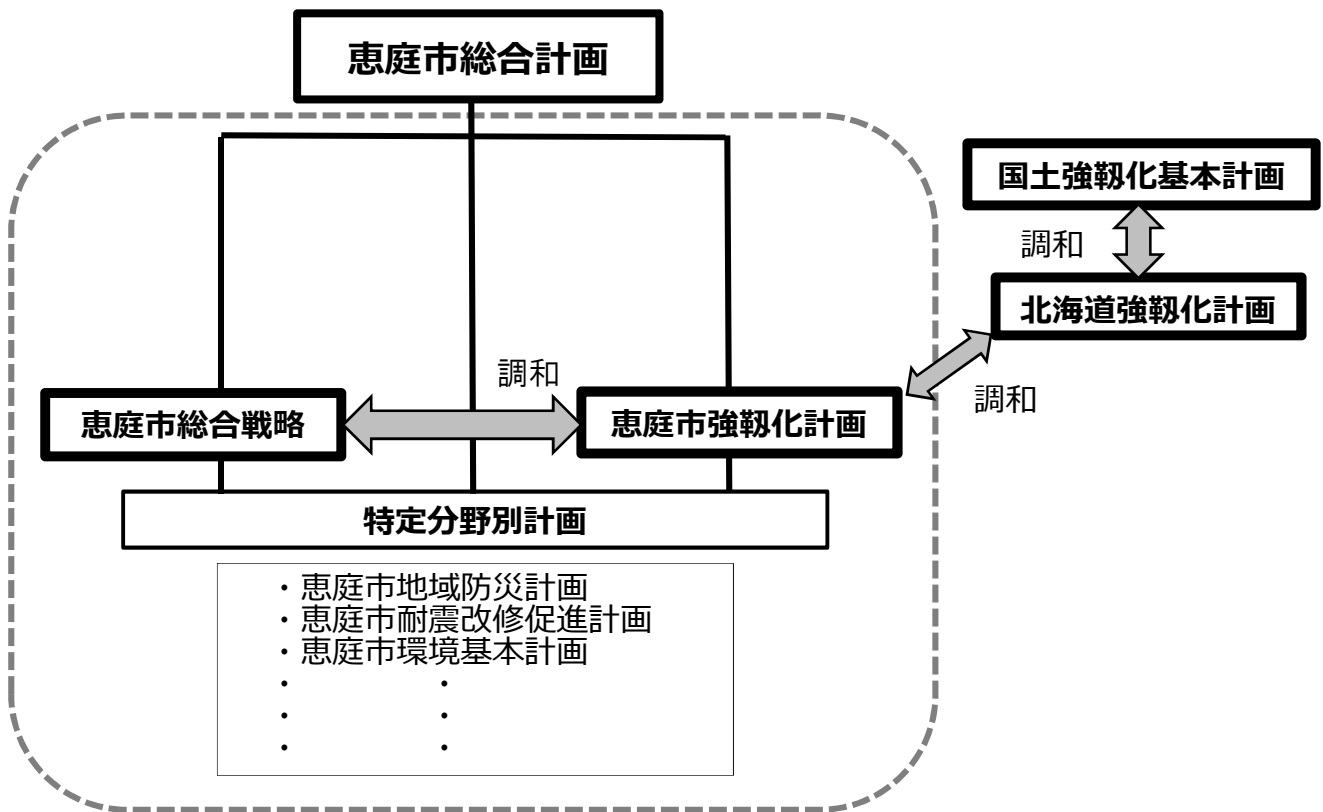 恵庭市総合計画
国土強靱化基本計画
調和
北海道強靱化計画
調和
調和
恵庭市総合戦略
恵庭市強靱化計画
特定分野別計画
・恵庭市地域防災計画
・恵庭市耐震改修促進計画
・恵庭市環境基本計画
・ ・
・ ・
・ ・